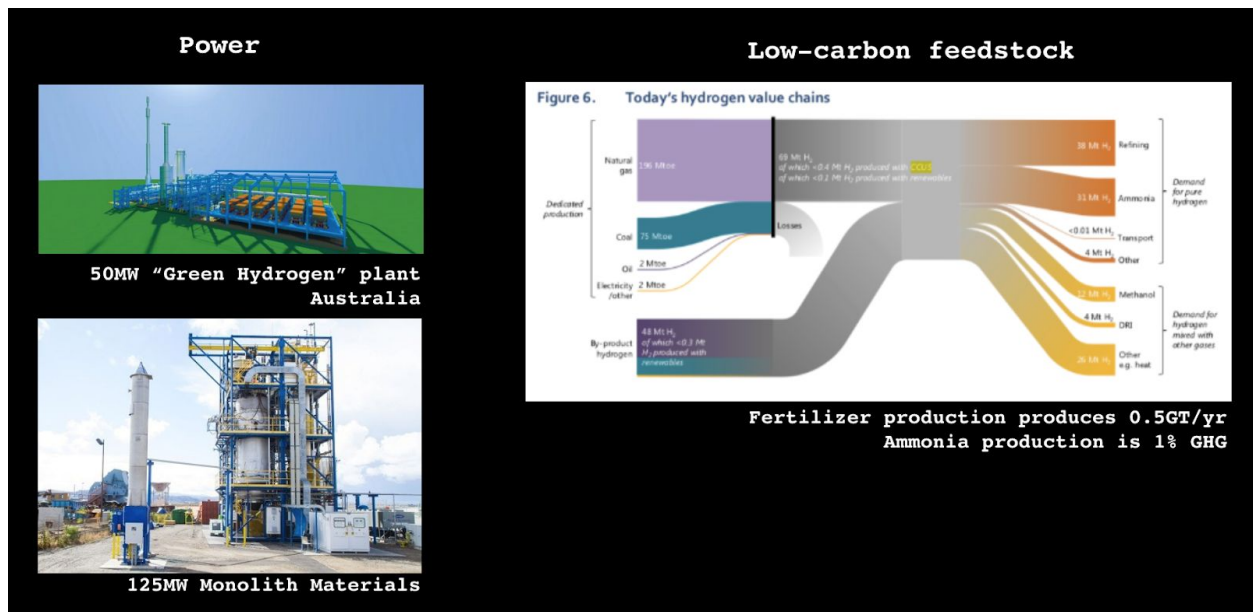 Power
50MW “Green Hydrogen” plant
Australia
125MW Monolith Materials
Low-carbon feedstock
Figure 6. Today's hydrogen value chains
Dedicated
production
Natural
gas
196 Mtoe
Coal
75 Mtoe
Oil
2 Mtoe
Electricity
/other
2 Mtoe
By-product
hydrogen
48 Mt H₂
of which <0.3 Mt
H₂ produced with
renewables
Losses
69 Mt H₂
of which <0.4 Mt H₂ produced with CCUS
of which <0.1 Mt H₂ produced with renewables
38 Mt H₂
Refining
31 Mt H₂
Ammonia
<0.01 Mt H₂
Transport
4 Mt H₂
Other
Demand
for pure
hydrogen
12 Mt H₂
Methanol
4 Mt H₂
DRI
26 Mt H₂
Other
e.g. heat
Demand for
hydrogen
mixed with
other gases
Fertilizer production produces 0.5GT/yr
Ammonia production is 1% GHG